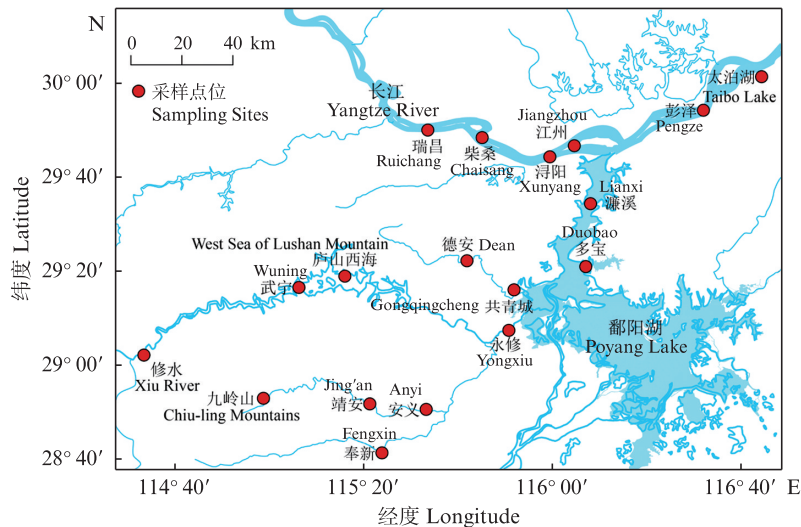 N
0 20 40 km
采样点位
Sampling Sites
30° 00′
29° 40′
29° 20′
29° 00′
28° 40′
纬度 Latitude
长江
Yangtze River
瑞昌
Ruichang
柴桑
Chaisang
Jiangzhou
江州
浔阳
Xunyang
彭泽
Pengze
太泊湖
Taibo Lake
Lianxi
濂溪
Duobao
多宝
德安 Dean
West Sea of Lushan Mountain
庐山西海
Wuning
武宁
Gongqingcheng 共青城
永修
Yongxiu
鄱阳湖
Poyang Lake
修水
Xiu River
九岭山
Chiu-ling Mountains
Jing'an
靖安
Anyi
安义
Fengxin
奉新
114° 40′ 115° 20′ 116° 00′ 116° 40′ E
经度 Longitude